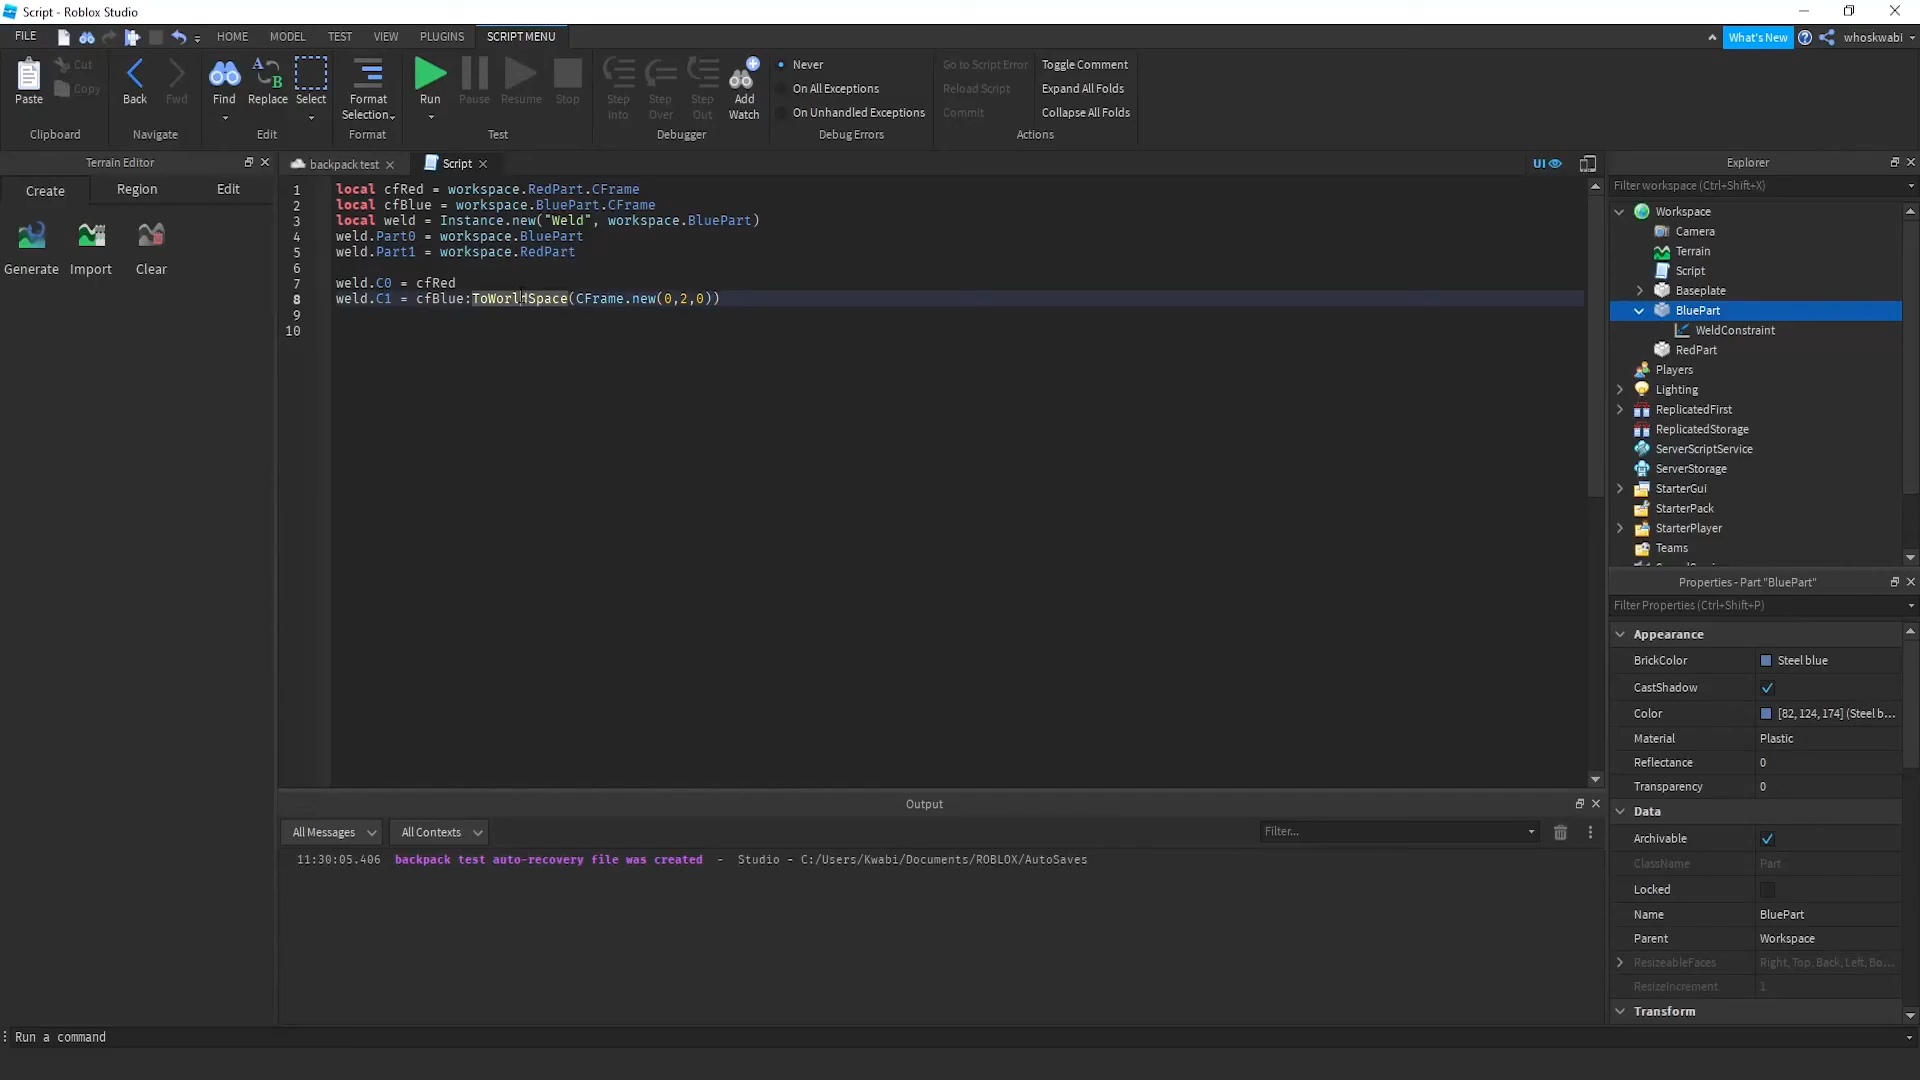 Script - Roblox Studio
FILE
HOME
MODEL
TEST
VIEW
PLUGINS
SCRIPT MENU
What's New
whoskwabi
Paste
Cut
Copy
Clipboard
Back
Fwd
Navigate
Find
Replace
Select
Edit
Format
Selection
Format
Run
Pause
Resume
Stop
Test
Step
Into
Step
Over
Step
Out
Add
Watch
Debugger
Never
On All Exceptions
On Unhandled Exceptions
Debug Errors
Go to Script Error
Reload Script
Commit
Toggle Comment
Expand All Folds
Collapse All Folds
Actions
Terrain Editor
Create
Region
Edit
Generate
Import
Clear
backpack test
Script
UI
1 local cfRed = workspace.RedPart.CFrame
2 local cfBlue = workspace.BluePart.CFrame
3 local weld = Instance.new("Weld", workspace.BluePart)
4 weld.Part0 = workspace.BluePart
5 weld.Part1 = workspace.RedPart
6
7 weld.C0 = cfRed
8 weld.C1 = cfBlue:ToWorldSpace(CFrame.new(0,2,0))
9
10
Output
All Messages
All Contexts
Filter...
11:30:05.406 backpack test auto-recovery file was created - Studio - C:/Users/Kwabi/Documents/ROBLOX/AutoSaves
Explorer
Filter workspace (Ctrl+Shift+X)
Workspace
Camera
Terrain
Script
Baseplate
BluePart
WeldConstraint
RedPart
Players
Lighting
ReplicatedFirst
ReplicatedStorage
ServerScriptService
ServerStorage
StarterGui
StarterPack
StarterPlayer
Teams
Properties - Part "BluePart"
Filter Properties (Ctrl+Shift+P)
Appearance
BrickColor Steel blue
CastShadow
Color [82, 124, 174] (Steel b...
Material Plastic
Reflectance 0
Transparency 0
Data
Archivable
ClassName Part
Locked
Name BluePart
Parent Workspace
ResizeableFaces Right, Top, Back, Left, Bo...
ResizeIncrement 1
Transform
Run a command